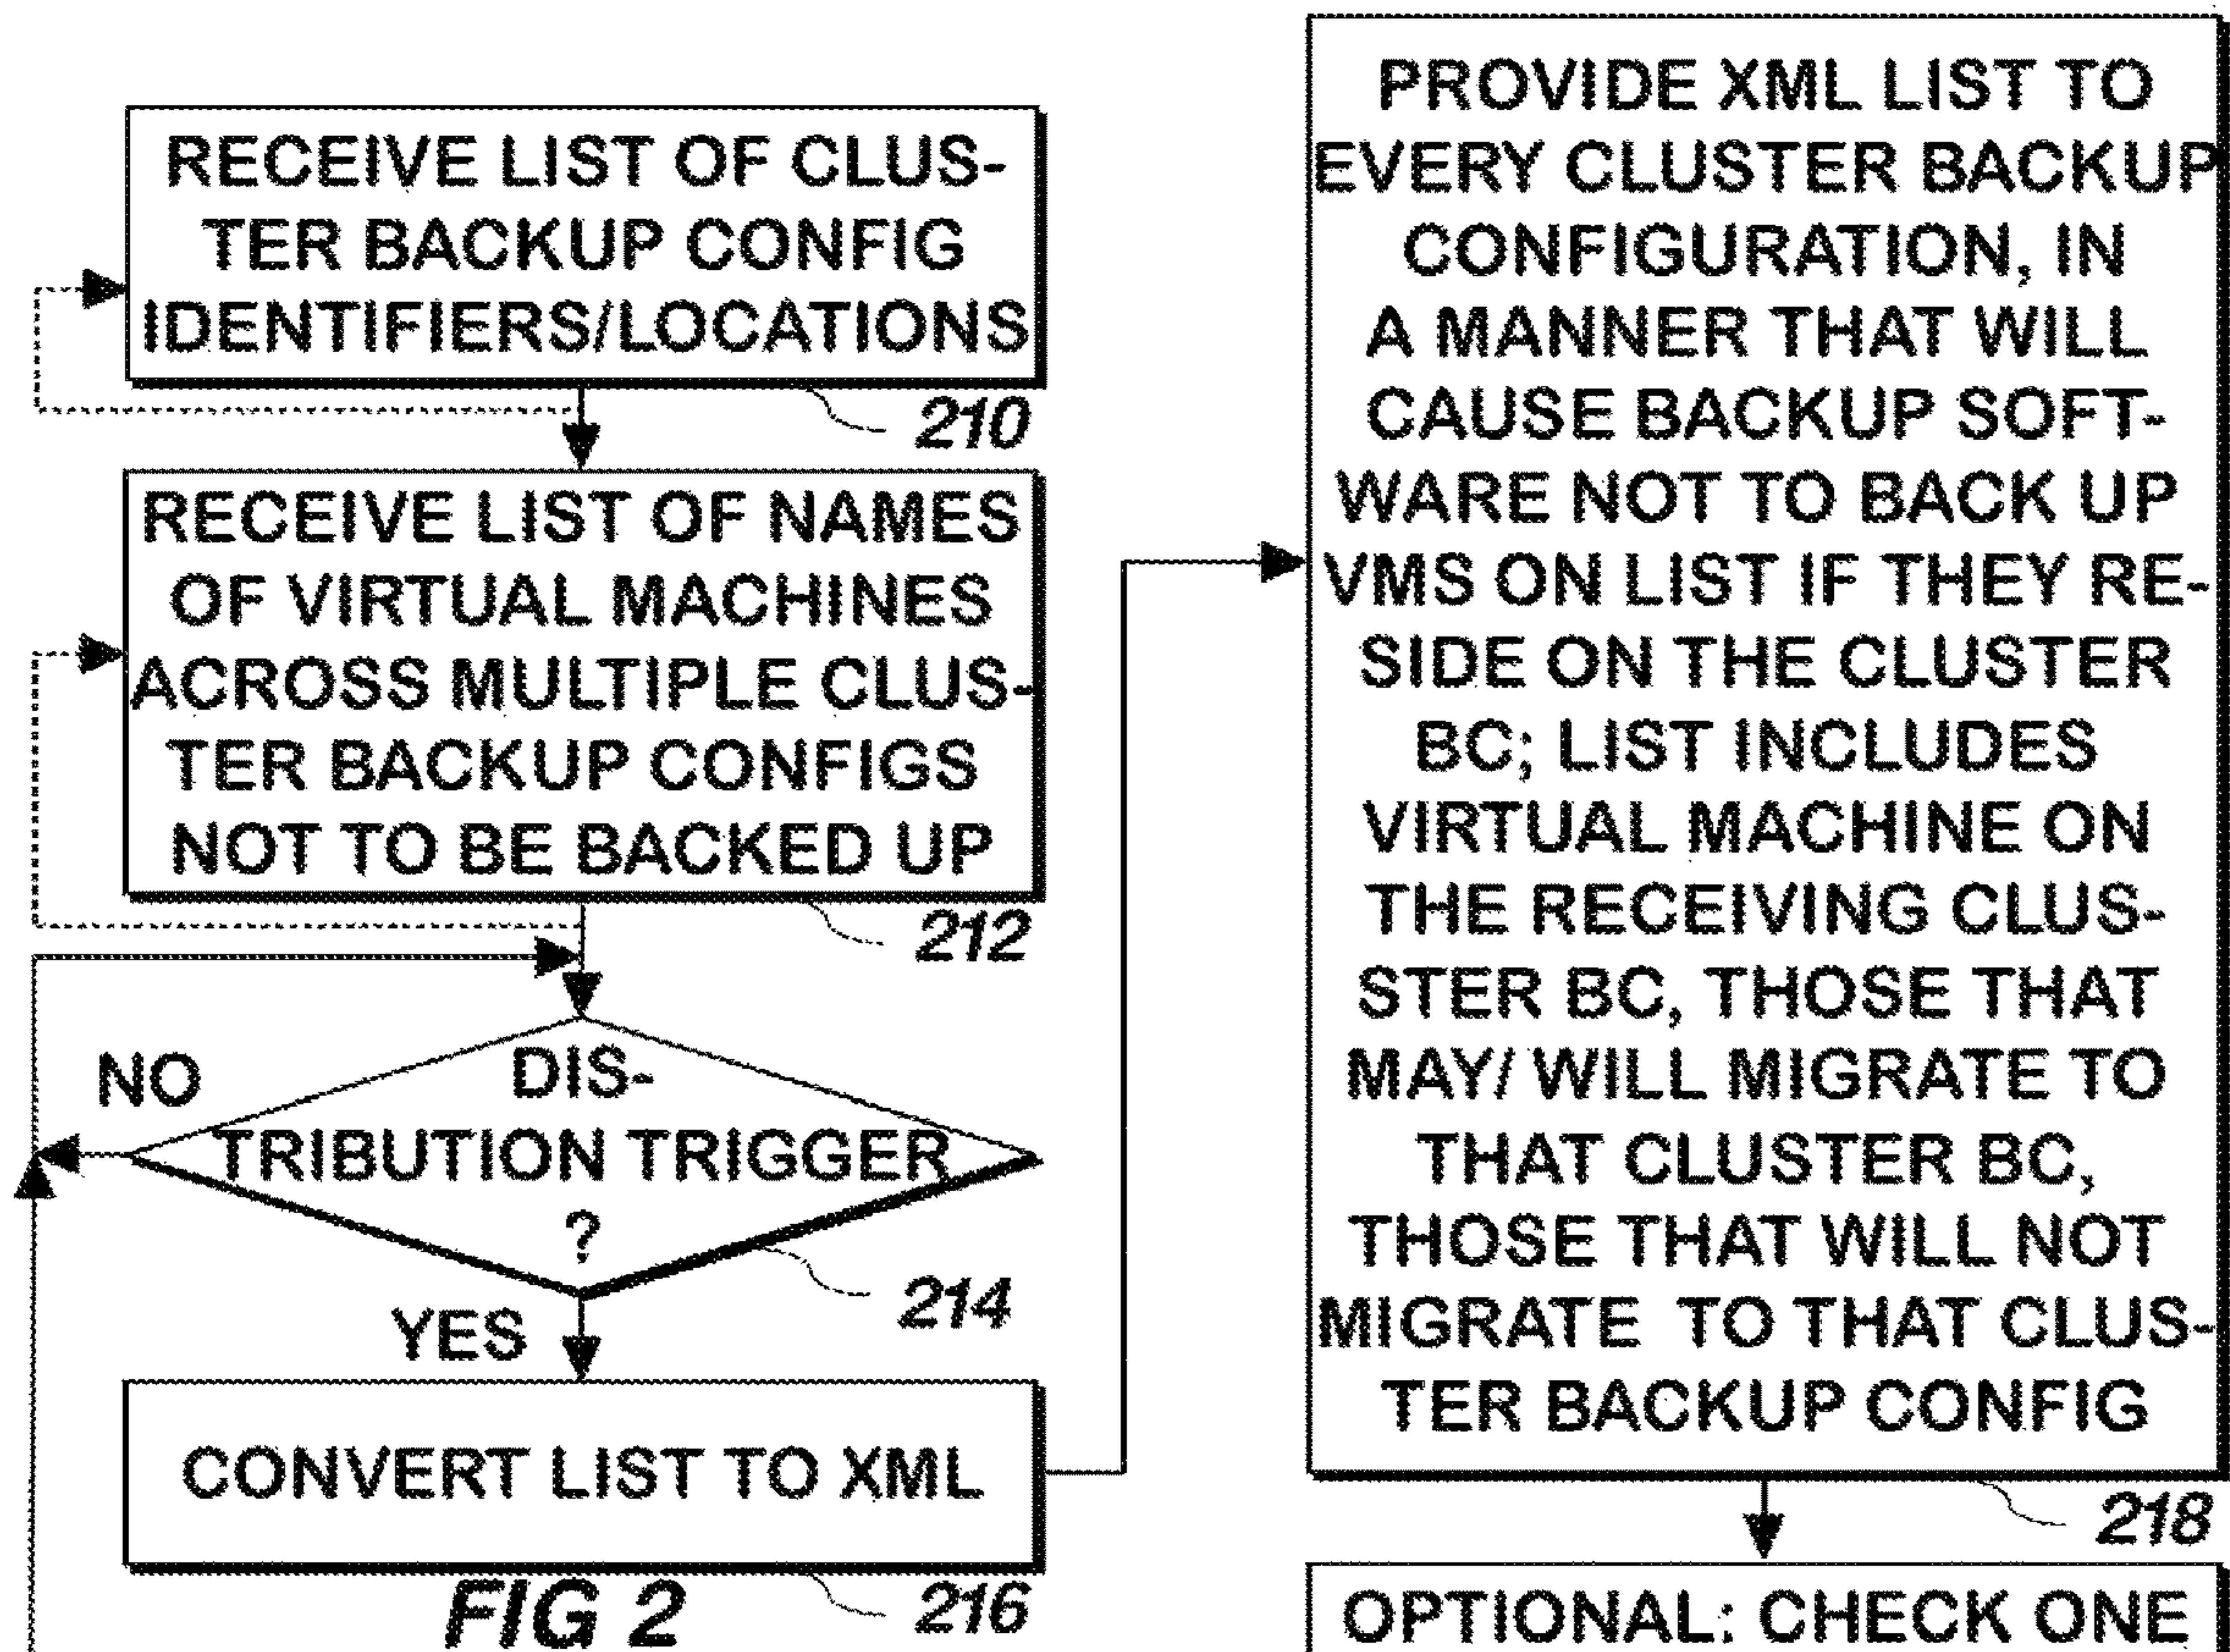 RECEIVE LIST OF CLUS-
TER BACKUP CONFIG
IDENTIFIERS/LOCATIONS
210
RECEIVE LIST OF NAMES
OF VIRTUAL MACHINES
ACROSS MULTIPLE CLUS-
TER BACKUP CONFIGS
NOT TO BE BACKED UP
212
NO
DIS-
TRIBUTION TRIGGER
?
214
YES
CONVERT LIST TO XML
216
FIG 2
PROVIDE XML LIST TO
EVERY CLUSTER BACKUP
CONFIGURATION, IN
A MANNER THAT WILL
CAUSE BACKUP SOFT-
WARE NOT TO BACK UP
VMS ON LIST IF THEY RE-
SIDE ON THE CLUSTER
BC; LIST INCLUDES
VIRTUAL MACHINE ON
THE RECEIVING CLUS-
STER BC, THOSE THAT
MAY/ WILL MIGRATE TO
THAT CLUSTER BC,
THOSE THAT WILL NOT
MIGRATE TO THAT CLUS-
TER BACKUP CONFIG
218
OPTIONAL: CHECK ONE